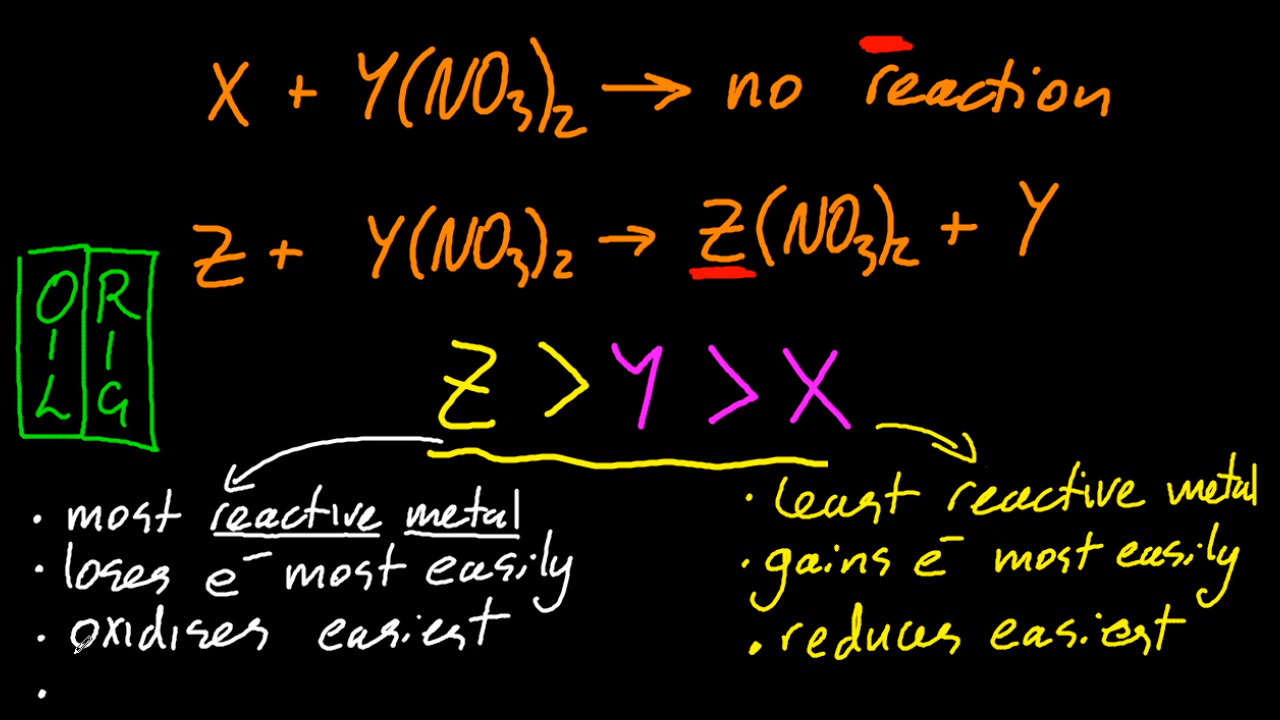 X + Y(NO₃)₂ → no reaction
Z + Y(NO₃)₂ → Z(NO₃)₂ + Y
O R
I I
L G
Z > Y > X
• most reactive metal
• loses e⁻ most easily
• oxidises easiest
•
• least reactive metal
• gains e⁻ most easily
• reduces easiest